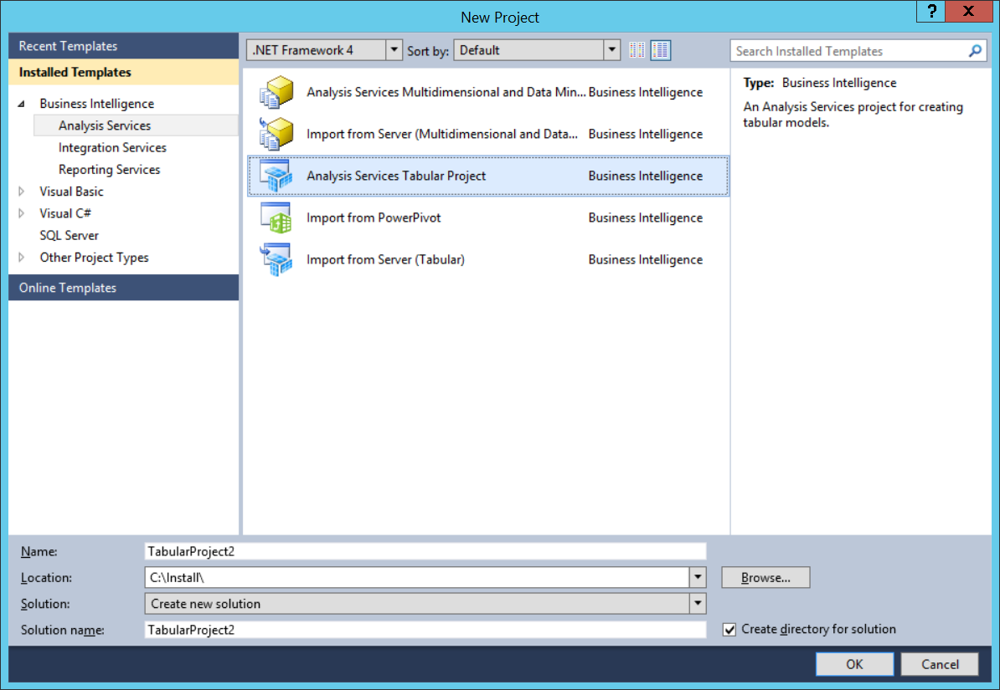 New Project
?
X
Recent Templates
Installed Templates
Business Intelligence
Analysis Services
Integration Services
Reporting Services
Visual Basic
Visual C#
SQL Server
Other Project Types
Online Templates
.NET Framework 4
Sort by:
Default
Search Installed Templates
Analysis Services Multidimensional and Data Min... Business Intelligence
Import from Server (Multidimensional and Data... Business Intelligence
Analysis Services Tabular Project Business Intelligence
Import from PowerPivot Business Intelligence
Import from Server (Tabular) Business Intelligence
Type: Business Intelligence
An Analysis Services project for creating
tabular models.
Name: TabularProject2
Location: C:\Install\ Browse...
Solution: Create new solution
Solution name: TabularProject2 Create directory for solution
OK Cancel